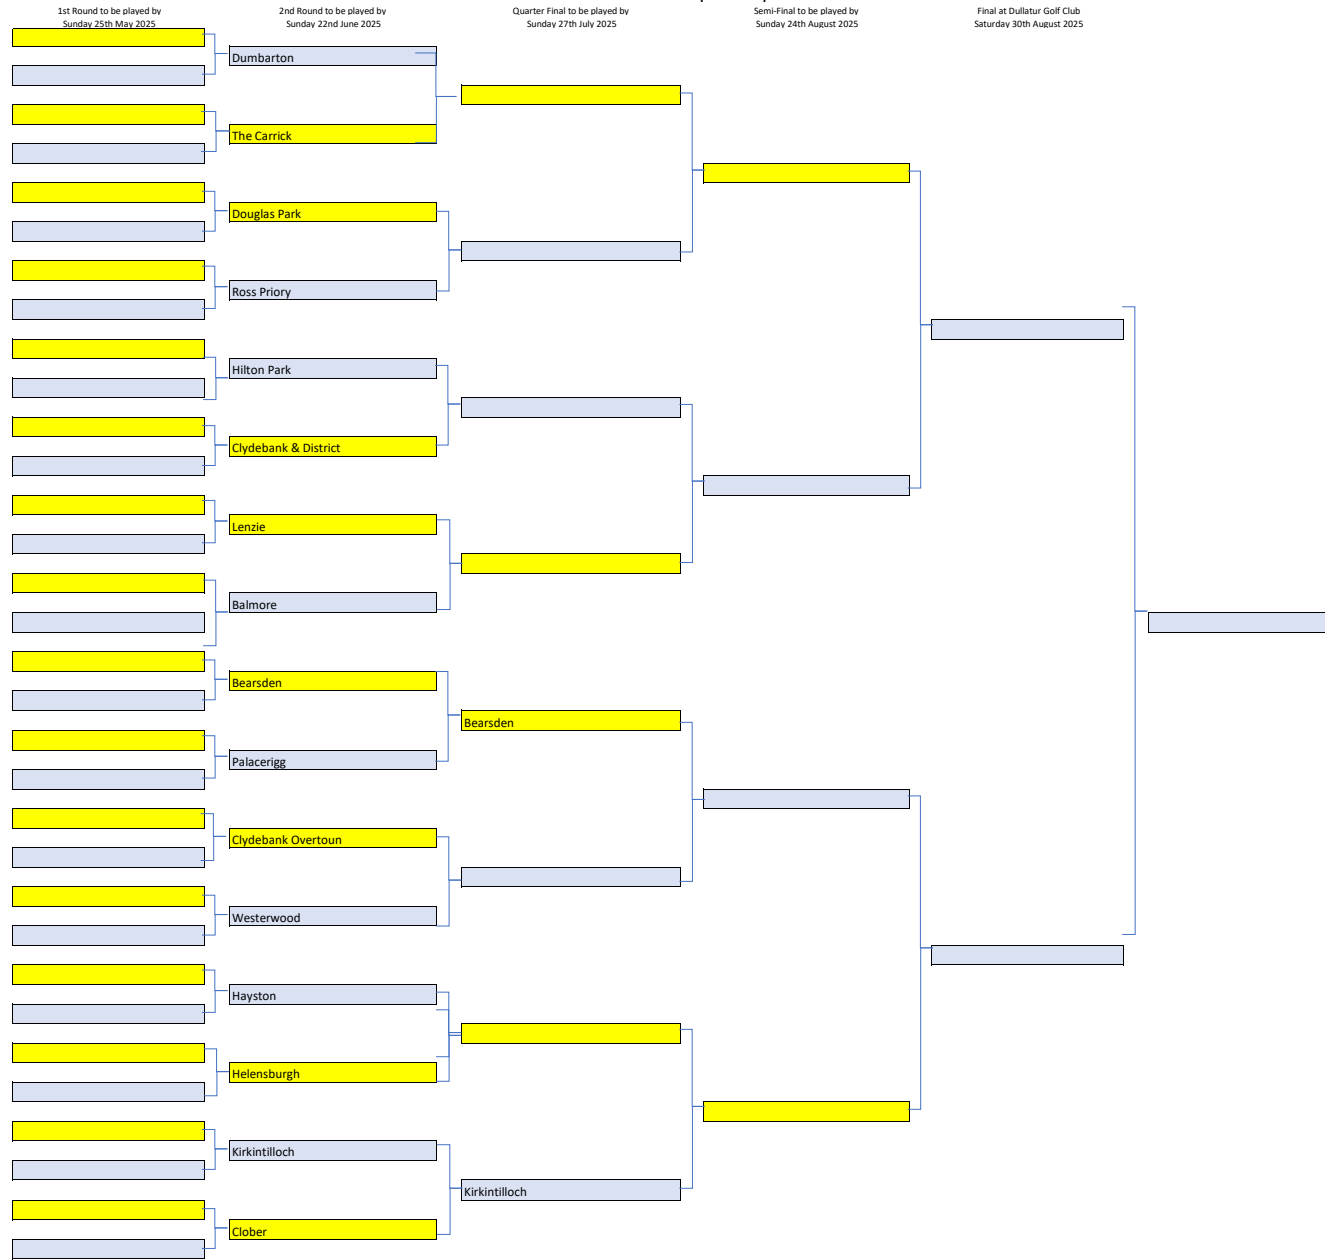 1st Round to be played by
Sunday 25th May 2025
2nd Round to be played by
Sunday 22nd June 2025
Quarter Final to be played by
Sunday 27th July 2025
Semi-Final to be played by
Sunday 24th August 2025
Final at Dullatur Golf Club
Saturday 30th August 2025
Dumbarton
The Carrick
Douglas Park
Ross Priory
Hilton Park
Clydebank & District
Lenzie
Balmore
Bearsden
Bearsden
Palacerigg
Clydebank Overtoun
Westerwood
Hayston
Helensburgh
Kirkintilloch
Kirkintilloch
Clober